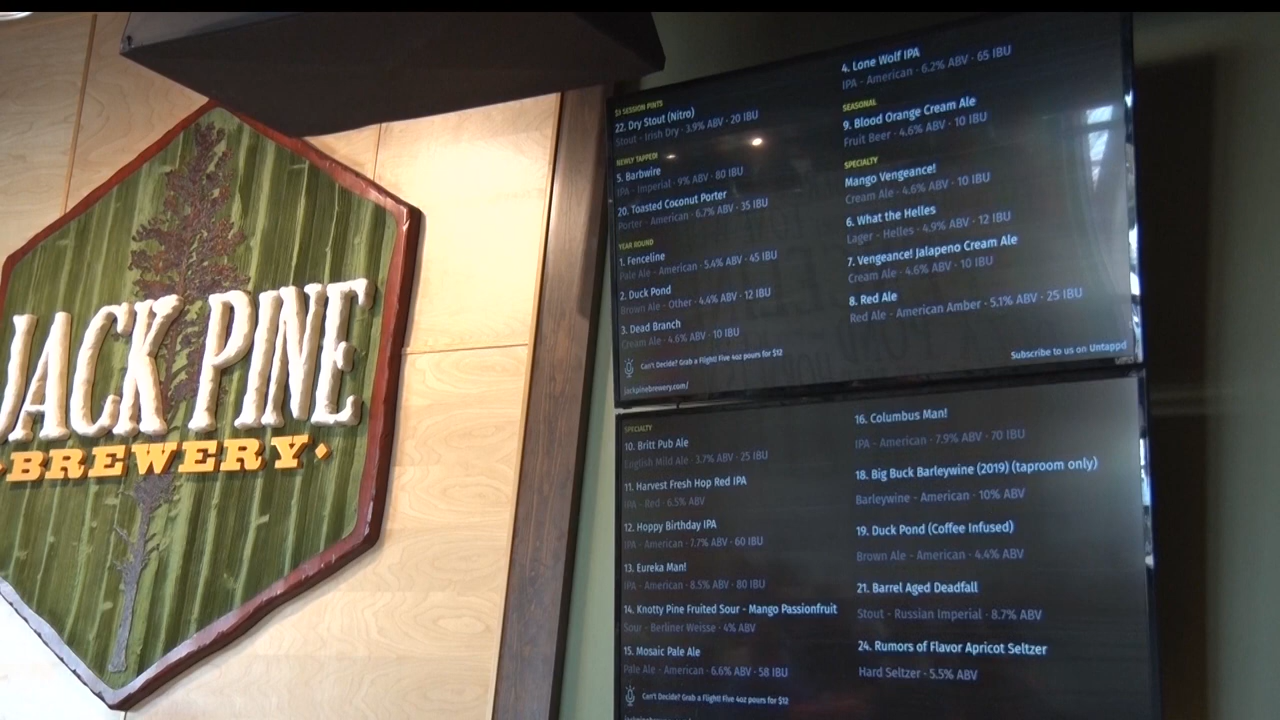 JACK PINE
BREWERY
$3 SESSION PINTS
22. Dry Stout (Nitro)
Stout - Irish Dry · 3.9% ABV · 20 IBU
NEWLY TAPPED!
5. Barbwire
IPA - Imperial · 9% ABV · 80 IBU
20. Toasted Coconut Porter
Porter - American · 6.7% ABV · 35 IBU
YEAR ROUND
1. Fenceline
Pale Ale - American · 5.4% ABV · 45 IBU
2. Duck Pond
Brown Ale - Other · 4.4% ABV · 12 IBU
3. Dead Branch
Cream Ale · 4.6% ABV · 10 IBU
Can't Decide? Grab a Flight! Five 4oz pours for $12
jackpinebrewery.com/
4. Lone Wolf IPA
IPA - American · 6.2% ABV · 65 IBU
SEASONAL
9. Blood Orange Cream Ale
Fruit Beer · 4.6% ABV · 10 IBU
SPECIALTY
Mango Vengeance!
Cream Ale · 4.6% ABV · 10 IBU
6. What the Helles
Lager - Helles · 4.9% ABV · 12 IBU
7. Vengeance! Jalapeno Cream Ale
Cream Ale · 4.6% ABV · 10 IBU
8. Red Ale
Red Ale - American Amber · 5.1% ABV · 25 IBU
Subscribe to us on Untappd
SPECIALTY
10. Britt Pub Ale
English Mild Ale · 3.7% ABV · 25 IBU
11. Harvest Fresh Hop Red IPA
IPA - Red · 6.5% ABV
12. Hoppy Birthday IPA
IPA - American · 7.7% ABV · 60 IBU
13. Eureka Man!
IPA - American · 8.5% ABV · 80 IBU
14. Knotty Pine Fruited Sour - Mango Passionfruit
Sour - Berliner Weisse · 4% ABV
15. Mosaic Pale Ale
Pale Ale - American · 6.6% ABV · 58 IBU
Can't Decide? Grab a Flight! Five 4oz pours for $12
16. Columbus Man!
IPA - American · 7.9% ABV · 70 IBU
18. Big Buck Barleywine (2019) (taproom only)
Barleywine - American · 10% ABV
19. Duck Pond (Coffee Infused)
Brown Ale - American · 4.4% ABV
21. Barrel Aged Deadfall
Stout - Russian Imperial · 8.7% ABV
24. Rumors of Flavor Apricot Seltzer
Hard Seltzer · 5.5% ABV